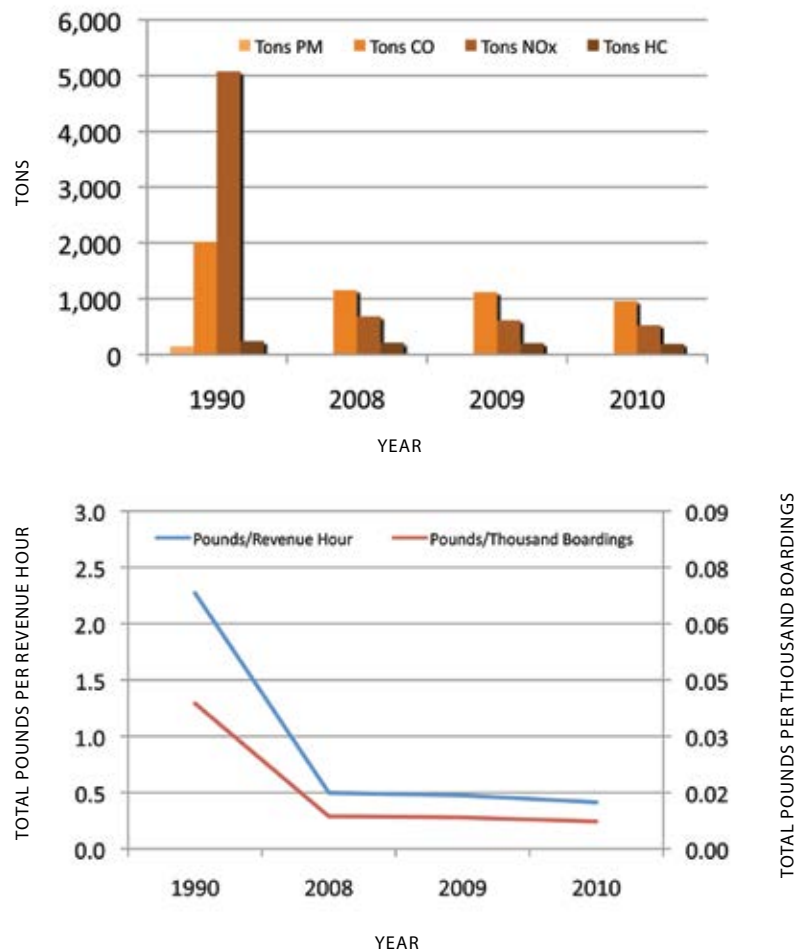 6,000
Tons PM Tons CO Tons NOx Tons HC
5,000
4,000
3,000
2,000
1,000
0
TONS
1990 2008 2009 2010
YEAR
3.0 0.09
Pounds/Revenue Hour Pounds/Thousand Boardings
2.5 0.08
2.0 0.06
1.5 0.05
1.0 0.03
0.5 0.02
0.0 0.00
TOTAL POUNDS PER REVENUE HOUR
TOTAL POUNDS PER THOUSAND BOARDINGS
1990 2008 2009 2010
YEAR